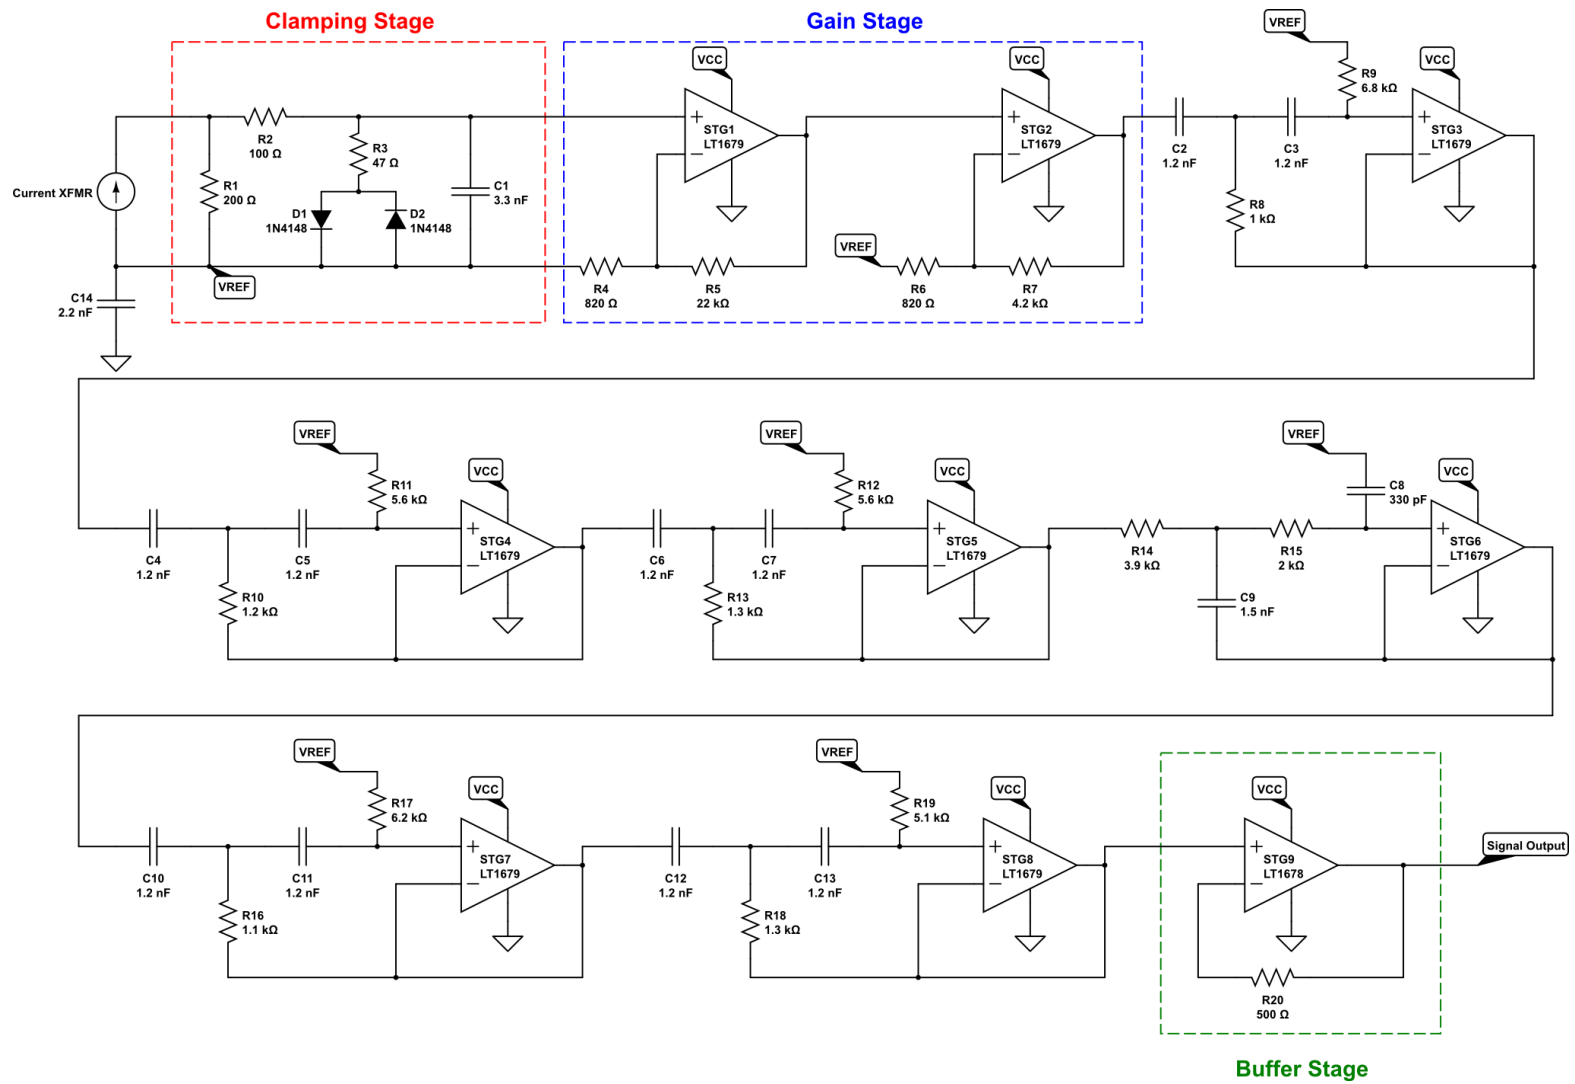 Clamping Stage
Gain Stage
VREF
VCC
VCC
VCC
R9
6.8 kΩ
R2
100 Ω
R3
47 Ω
STG1
LT1679
STG2
LT1679
C2
1.2 nF
C3
1.2 nF
STG3
LT1679
Current XFMR
R1
200 Ω
C1
3.3 nF
D1
1N4148
D2
1N4148
R8
1 kΩ
VREF
VREF
C14
2.2 nF
R4
820 Ω
R5
22 kΩ
R6
820 Ω
R7
4.2 kΩ
VREF
VREF
VREF
VCC
VCC
VCC
R11
5.6 kΩ
R12
5.6 kΩ
C8
330 pF
C4
1.2 nF
C5
1.2 nF
STG4
LT1679
C6
1.2 nF
C7
1.2 nF
STG5
LT1679
R14
3.9 kΩ
R15
2 kΩ
STG6
LT1679
R10
1.2 kΩ
R13
1.3 kΩ
C9
1.5 nF
VREF
VREF
VCC
VCC
VCC
R17
6.2 kΩ
R19
5.1 kΩ
Signal Output
C10
1.2 nF
C11
1.2 nF
STG7
LT1679
C12
1.2 nF
C13
1.2 nF
STG8
LT1679
STG9
LT1678
R16
1.1 kΩ
R18
1.3 kΩ
R20
500 Ω
Buffer Stage